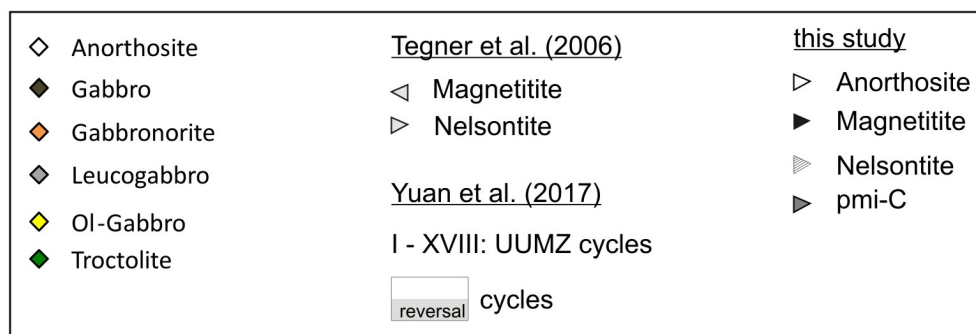 Anorthosite
Gabbro
Gabbronorite
Leucogabbro
Ol-Gabbro
Troctolite
Tegner et al. (2006)
Magnetitite
Nelsontite
Yuan et al. (2017)
I - XVIII: UUMZ cycles
reversal cycles
this study
Anorthosite
Magnetitite
Nelsontite
pmi-C